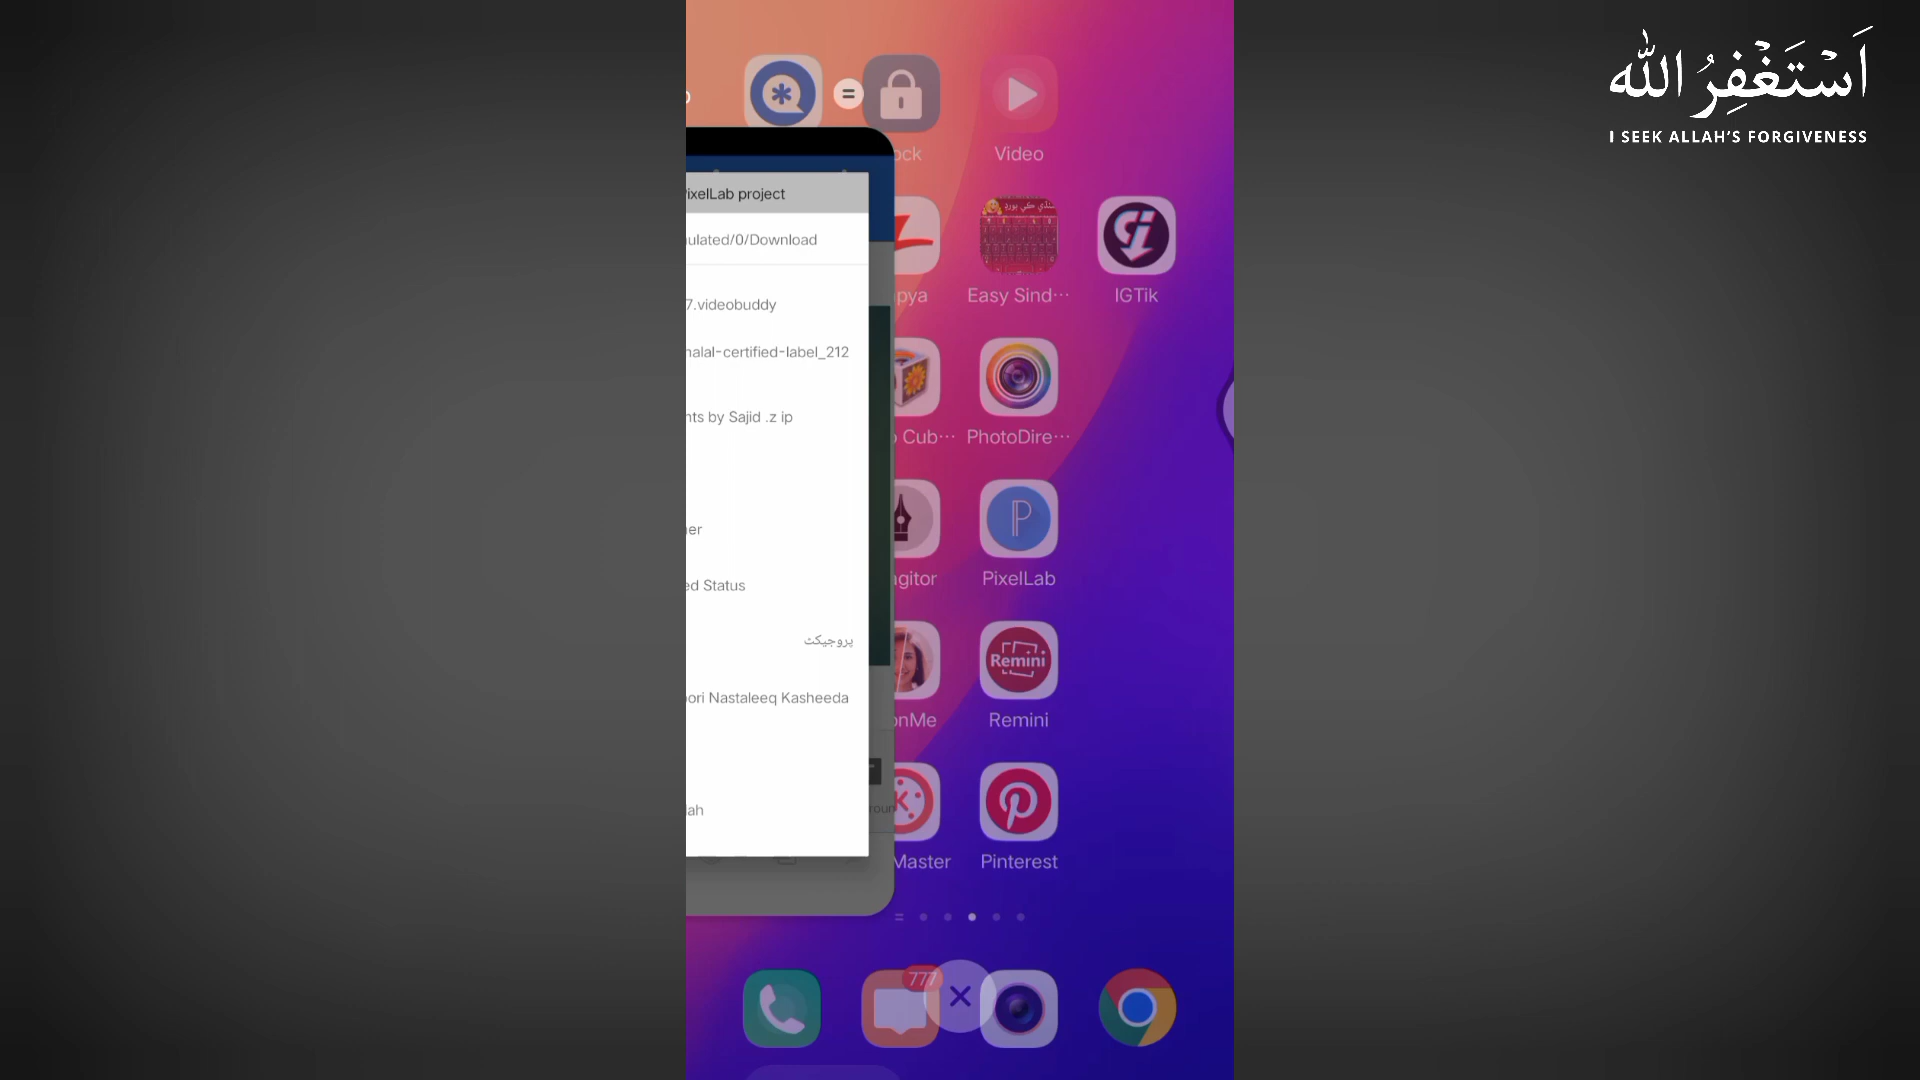 اَسْتَغْفِرُ اللّٰه
I SEEK ALLAH'S FORGIVENESS
ock
Video
ixelLab project
ulated/0/Download
pya
Easy Sind···
IGTik
7.videobuddy
halal-certified-label_212
nts by Sajid .z ip
Cub···
PhotoDire···
er
gitor
PixelLab
ed Status
پروجیکٹ
Remini
ori Nastaleeq Kasheeda
onMe
Remini
ah
roun
Master
Pinterest
777